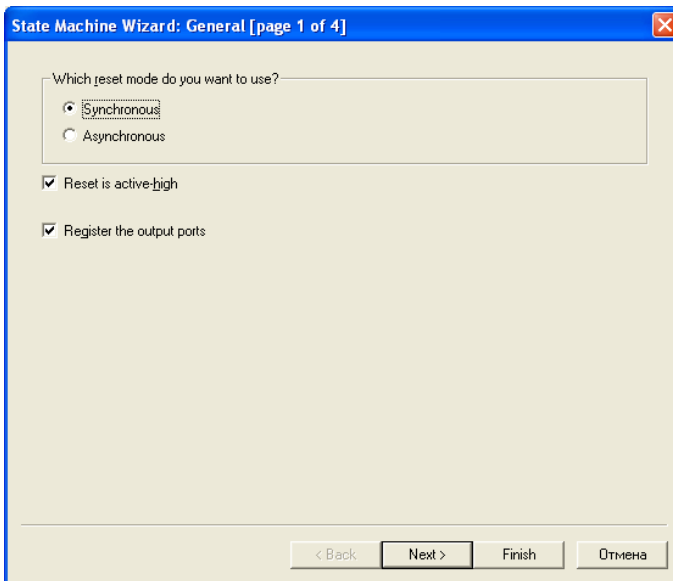 State Machine Wizard: General [page 1 of 4]
Which reset mode do you want to use?
Synchronous
Asynchronous
Reset is active-high
Register the output ports
< Back Next > Finish Отмена